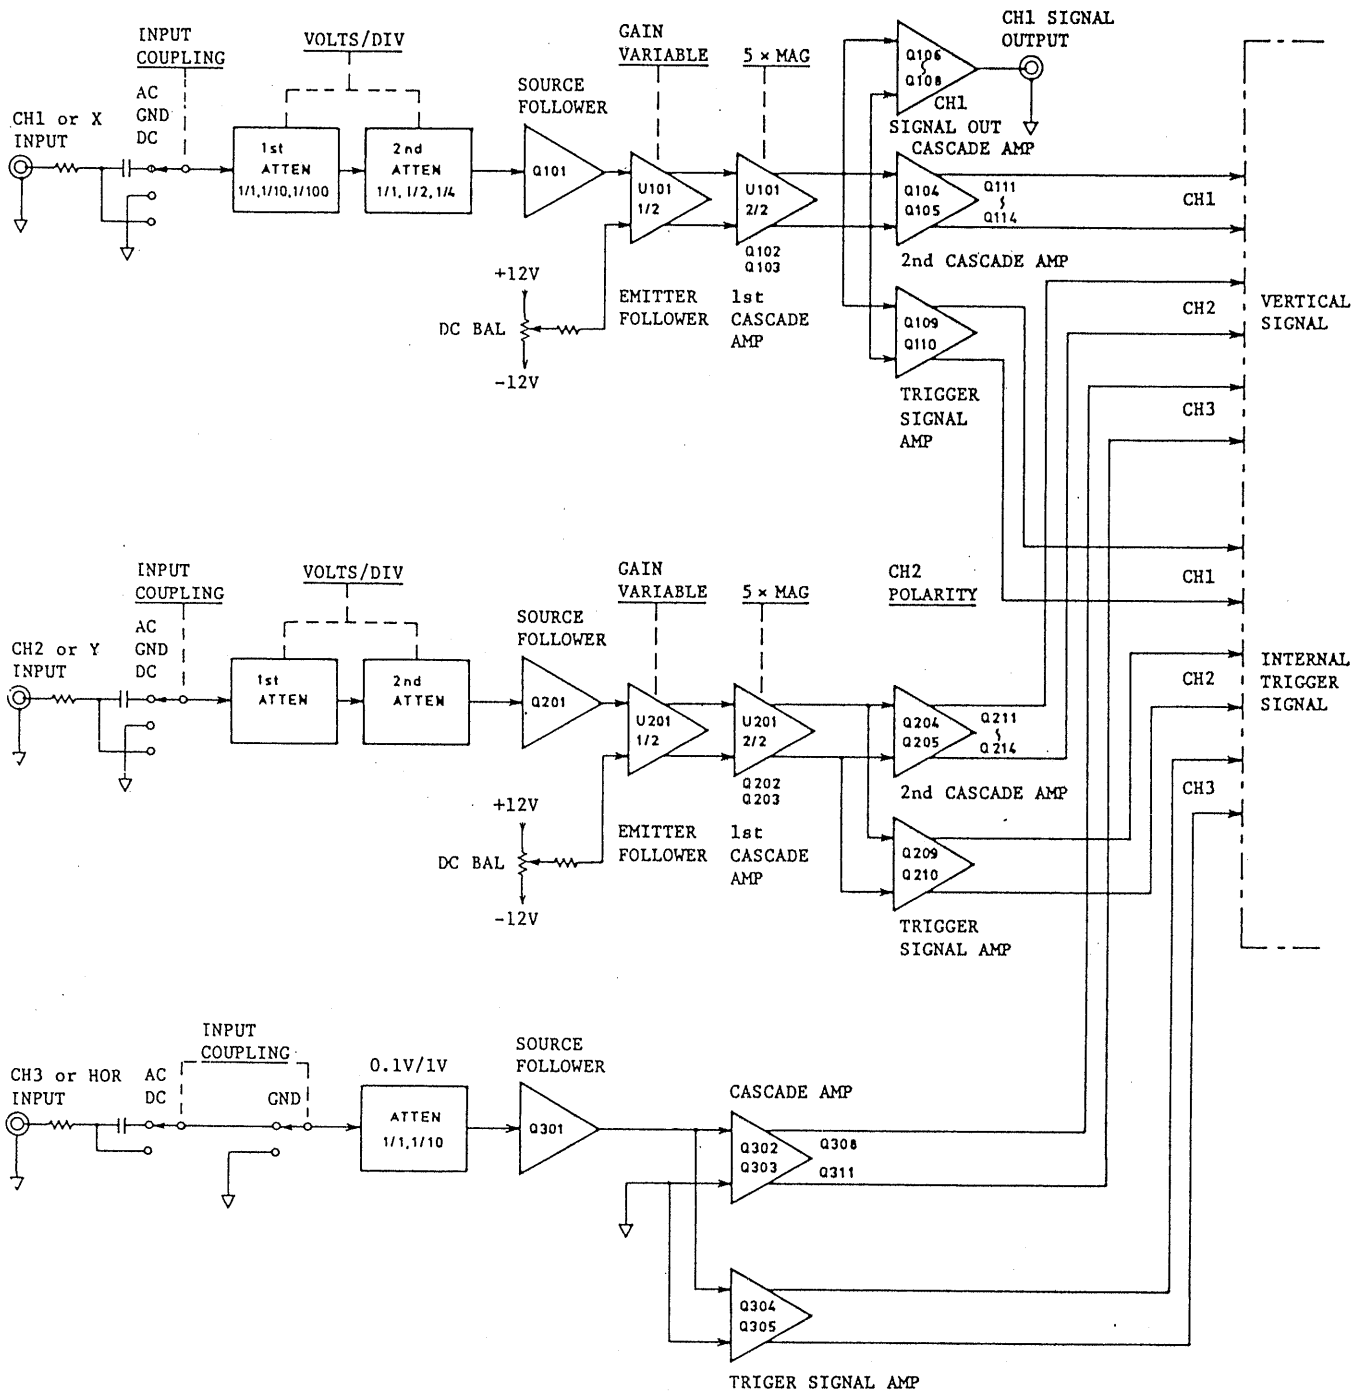 CH1 or X
INPUT
INPUT
COUPLING
AC
GND
DC
VOLTS/DIV
1st
ATTEN
1/1,1/10,1/100
2nd
ATTEN
1/1, 1/2, 1/4
SOURCE
FOLLOWER
Q101
GAIN
VARIABLE
U101
1/2
5 × MAG
U101
2/2
Q102
Q103
+12V
DC BAL
-12V
EMITTER
FOLLOWER
1st
CASCADE
AMP
Q106
Q108
CH1
SIGNAL OUT
CASCADE AMP
CH1 SIGNAL
OUTPUT
Q104
Q105
Q111
Q114
2nd CASCADE AMP
Q109
Q110
TRIGGER
SIGNAL
AMP
CH1
CH2
CH3
VERTICAL
SIGNAL
CH2 or Y
INPUT
INPUT
COUPLING
AC
GND
DC
VOLTS/DIV
1st
ATTEN
2nd
ATTEN
SOURCE
FOLLOWER
Q201
GAIN
VARIABLE
U201
1/2
5 × MAG
U201
2/2
Q202
Q203
+12V
DC BAL
-12V
EMITTER
FOLLOWER
1st
CASCADE
AMP
CH2
POLARITY
Q204
Q205
Q211
Q214
2nd CASCADE AMP
Q209
Q210
TRIGGER
SIGNAL AMP
CH1
CH2
CH3
INTERNAL
TRIGGER
SIGNAL
CH3 or HOR
INPUT
AC
DC
INPUT
COUPLING
GND
0.1V/1V
ATTEN
1/1,1/10
SOURCE
FOLLOWER
Q301
CASCADE AMP
Q302
Q303
Q308
Q311
Q304
Q305
TRIGER SIGNAL AMP